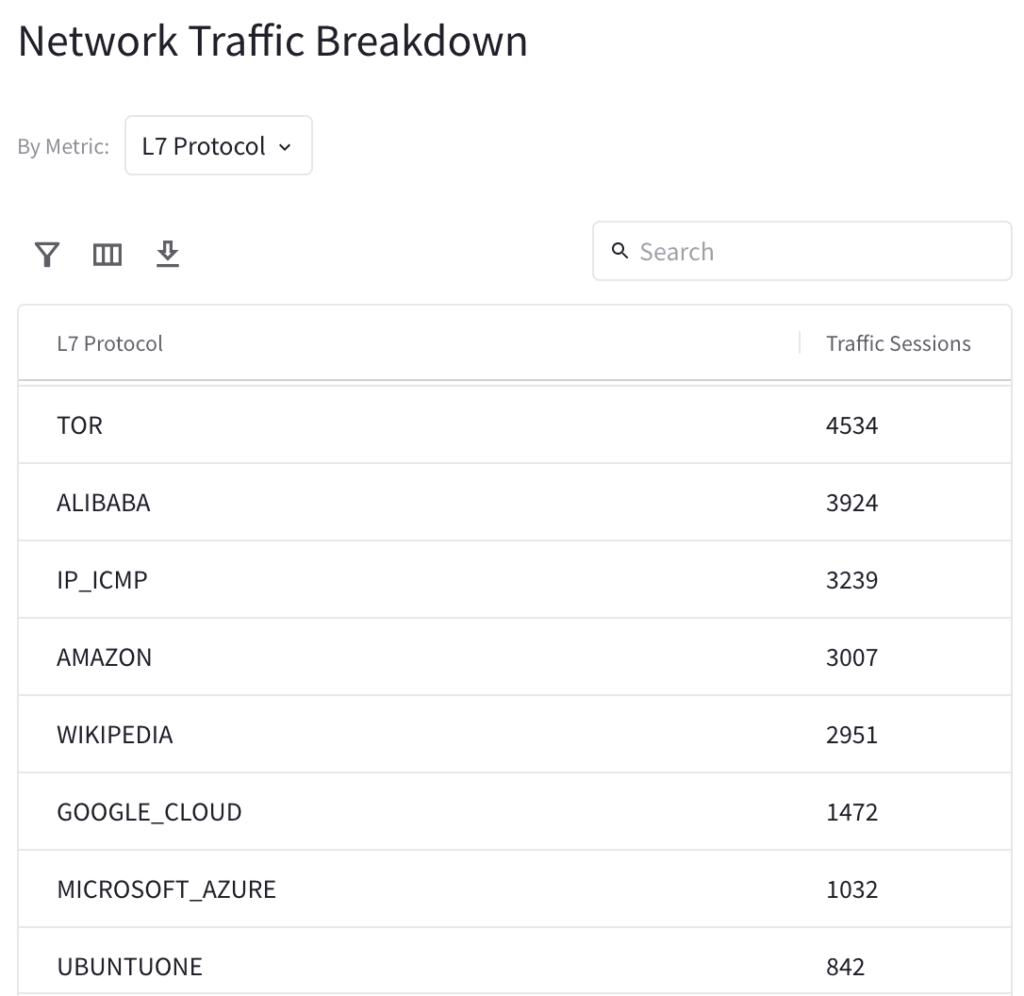 Network Traffic Breakdown
By Metric: L7 Protocol
Search
L7 Protocol Traffic Sessions
TOR 4534
ALIBABA 3924
IP_ICMP 3239
AMAZON 3007
WIKIPEDIA 2951
GOOGLE_CLOUD 1472
MICROSOFT_AZURE 1032
UBUNTUONE 842